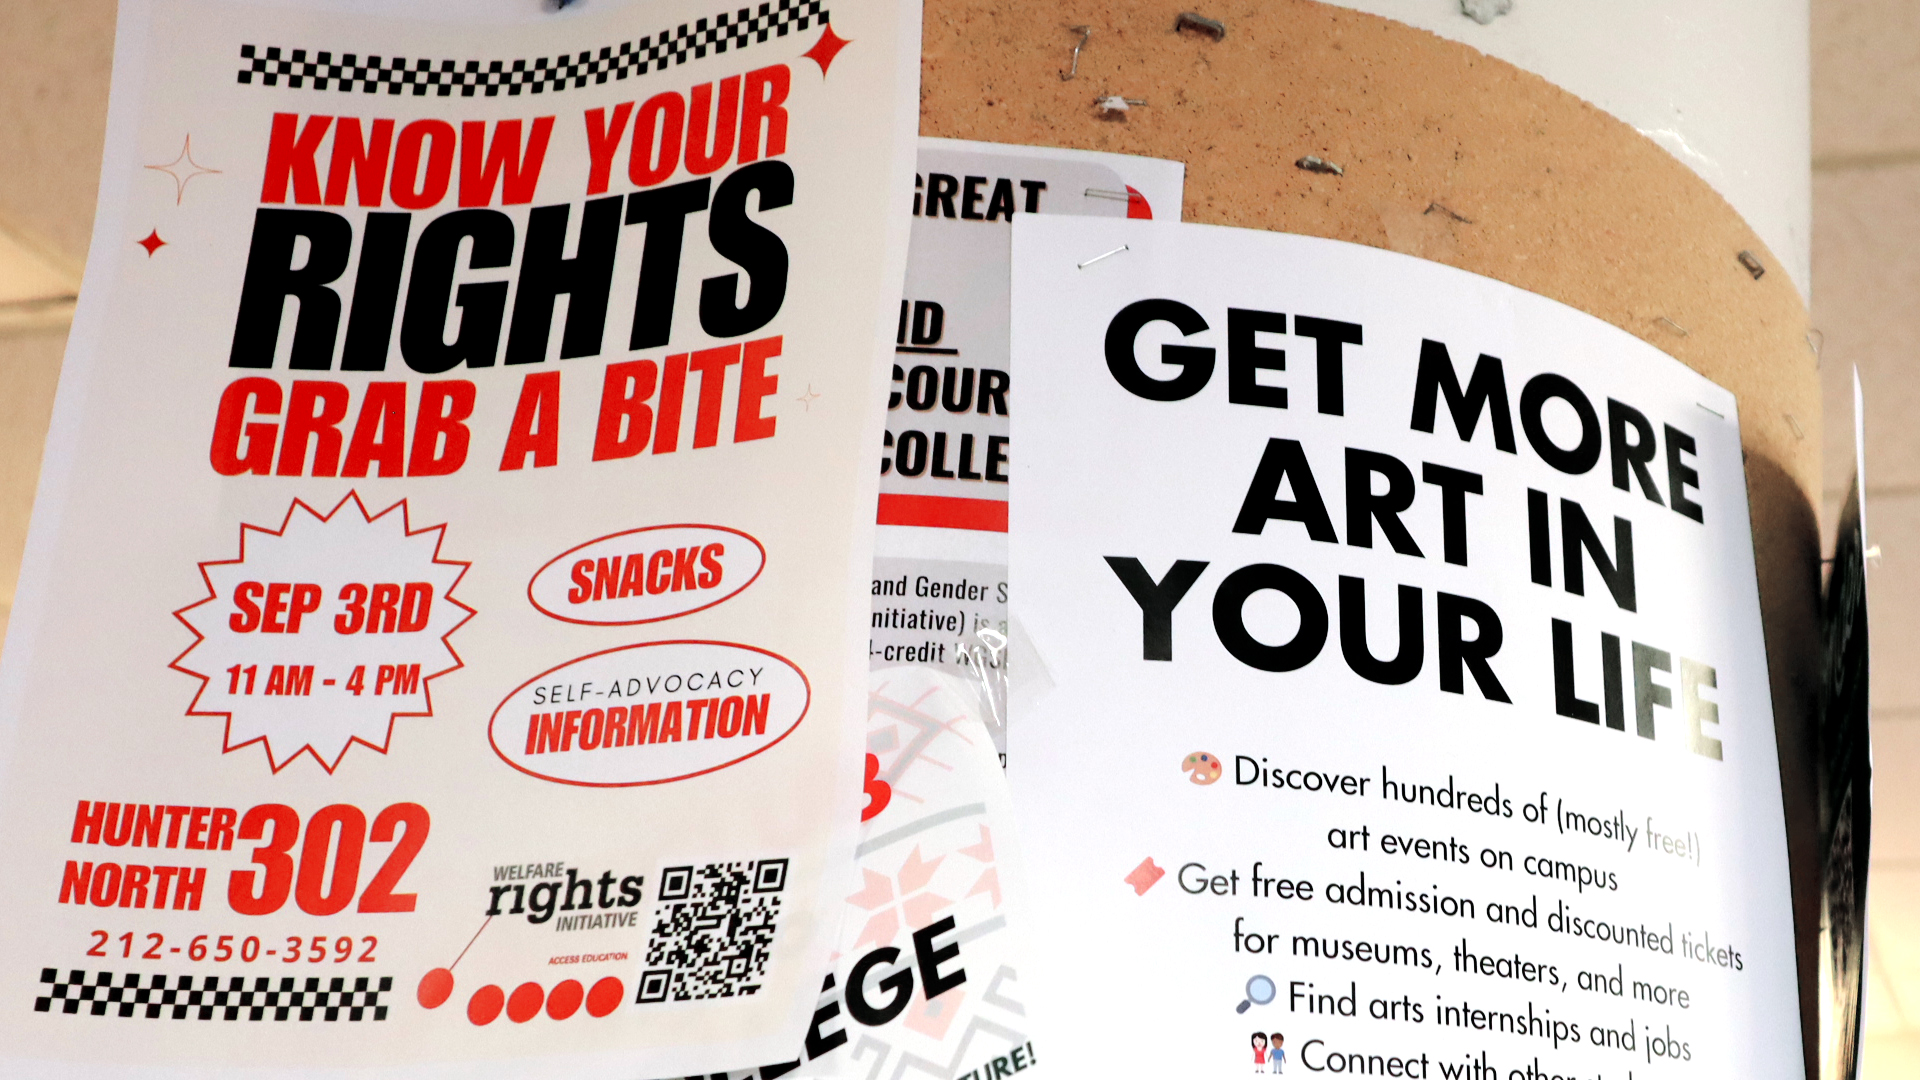 KNOW YOUR
RIGHTS
GRAB A BITE
SEP 3RD
11 AM - 4 PM
SNACKS
SELF-ADVOCACY
INFORMATION
HUNTER
NORTH
302
212-650-3592
WELFARE
rights
INITIATIVE
ACCESS EDUCATION
GREAT
COUR
COLLE
and Gender S
nitiative) is a
-credit
EGE
URE!
GET MORE
ART IN
YOUR LIFE
Discover hundreds of (mostly free!)
art events on campus
Get free admission and discounted tickets
for museums, theaters, and more
Find arts internships and jobs
Connect with other